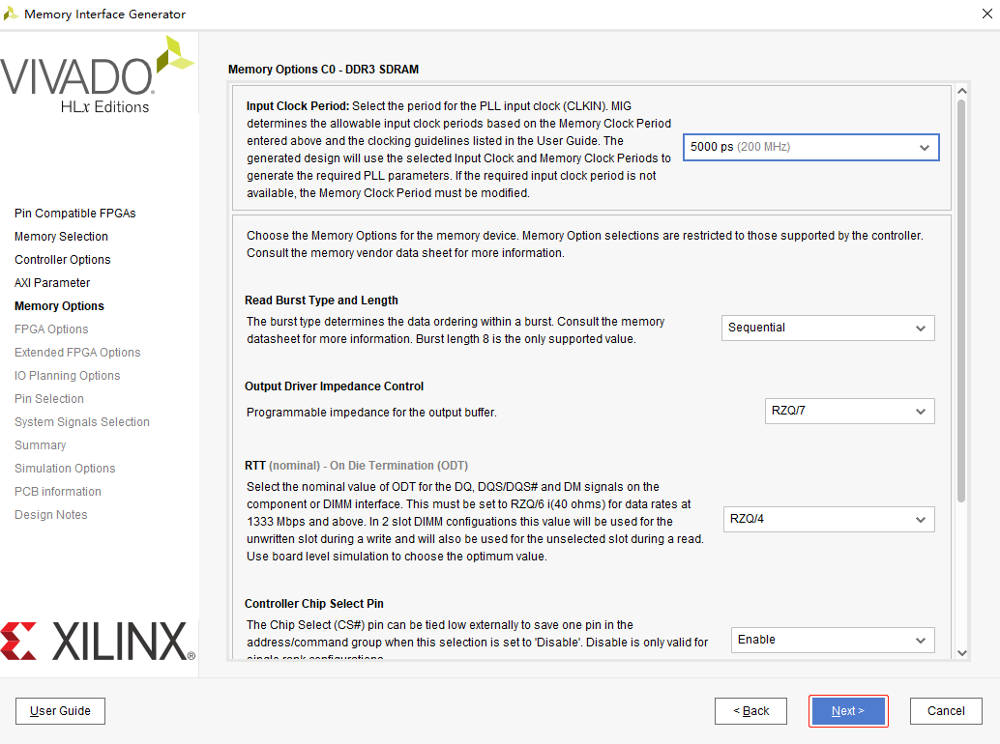 Memory Interface Generator
VIVADO.
HLx Editions
Pin Compatible FPGAs
Memory Selection
Controller Options
AXI Parameter
Memory Options
FPGA Options
Extended FPGA Options
IO Planning Options
Pin Selection
System Signals Selection
Summary
Simulation Options
PCB information
Design Notes
XILINX®
Memory Options C0 - DDR3 SDRAM
Input Clock Period: Select the period for the PLL input clock (CLKIN). MIG
determines the allowable input clock periods based on the Memory Clock Period
entered above and the clocking guidelines listed in the User Guide. The
generated design will use the selected Input Clock and Memory Clock Periods to
generate the required PLL parameters. If the required input clock period is not
available, the Memory Clock Period must be modified.
5000 ps (200 MHz)
Choose the Memory Options for the memory device. Memory Option selections are restricted to those supported by the controller.
Consult the memory vendor data sheet for more information.
Read Burst Type and Length
The burst type determines the data ordering within a burst. Consult the memory
datasheet for more information. Burst length 8 is the only supported value.
Sequential
Output Driver Impedance Control
Programmable impedance for the output buffer.
RZQ/7
RTT (nominal) - On Die Termination (ODT)
Select the nominal value of ODT for the DQ, DQS/DQS# and DM signals on the
component or DIMM interface. This must be set to RZQ/6 i(40 ohms) for data rates at
1333 Mbps and above. In 2 slot DIMM configuations this value will be used for the
unwritten slot during a write and will also be used for the unselected slot during a read.
Use board level simulation to choose the optimum value.
RZQ/4
Controller Chip Select Pin
The Chip Select (CS#) pin can be tied low externally to save one pin in the
address/command group when this selection is set to 'Disable'. Disable is only valid for
single rank configurations.
Enable
User Guide
< Back
Next >
Cancel